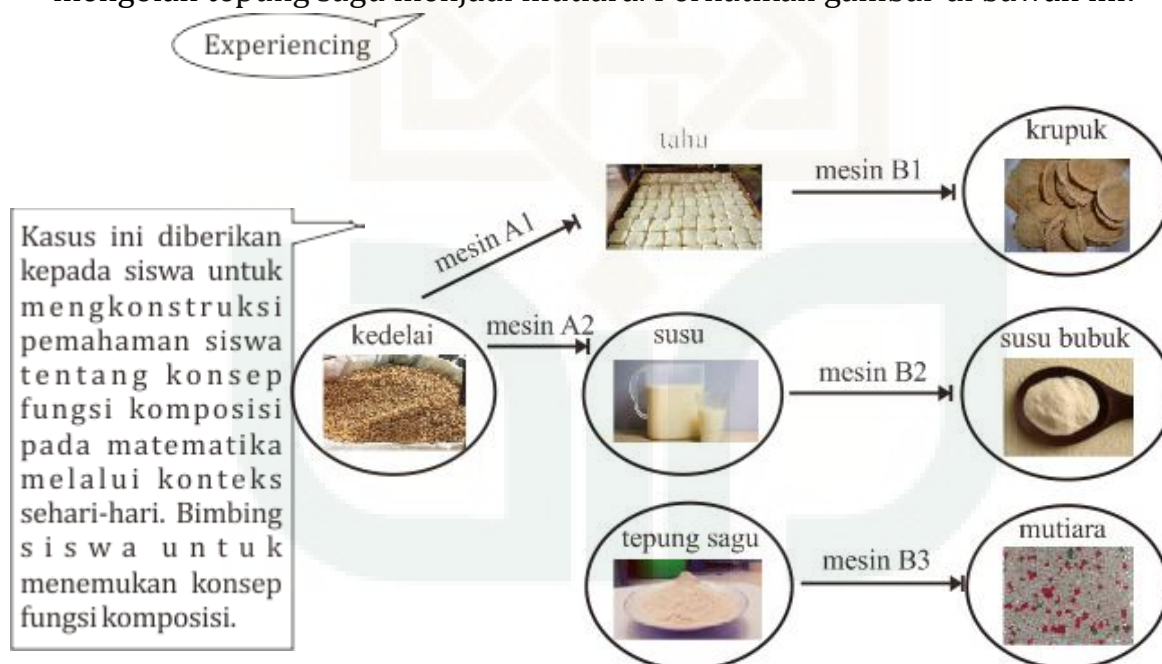 mengolah tepung sagu menjadi mutiara. Perhatikan gambar di bawah ini.
Experiencing
Kasus ini diberikan
kepada siswa untuk
mengkonstruksi
pemahaman siswa
tentang konsep
fungsi komposisi
pada matematika
melalui konteks
sehari-hari. Bimbing
siswa untuk
menemukan konsep
fungsi komposisi.
kedelai
mesin A1
mesin A2
tahu
susu
tepung sagu
mesin B1
mesin B2
mesin B3
krupuk
susu bubuk
mutiara